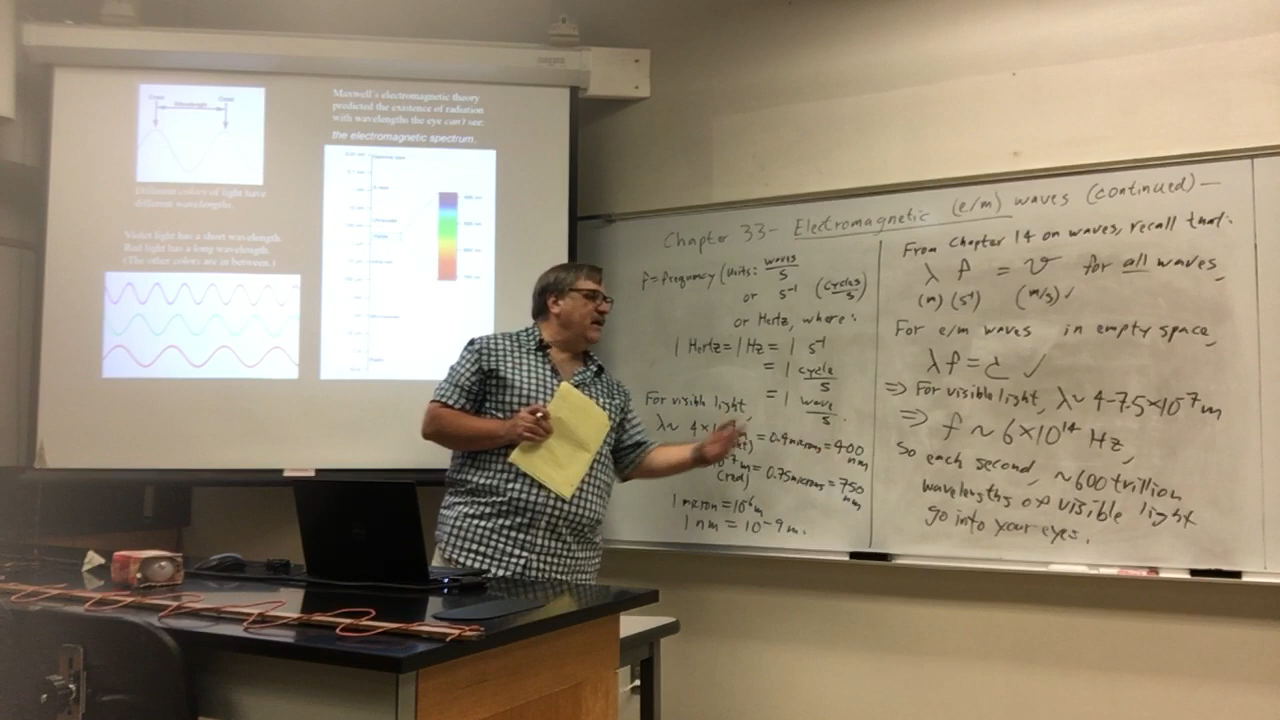 Crest Crest
Wavelength
Different colors of light have
different wavelengths.
Violet light has a short wavelength.
Red light has a long wavelength.
(The other colors are in between.)
Maxwell's electromagnetic theory
predicted the existence of radiation
with wavelengths the eye can't see:
the electromagnetic spectrum.
Chapter 33- Electromagnetic (e/m) waves (continued)—
f=frequency (units: waves/s
or s⁻¹ (cycles/s)
or Hertz, where:
1 Hertz = 1 Hz = 1 s⁻¹
= 1 cycle/s
= 1 wave/s.
For visible light,
λ~ 4×10 m = 0.4 microns = 400 nm
m = 0.75 microns = 750 nm
(red)
1 micron = 10⁻⁶ m
1 nm = 10⁻⁹ m.
From Chapter 14 on waves, recall that:
λ f = v for all waves,
(m) (s⁻¹) (m/s) ✓
For e/m waves in empty space,
λ f = c ✓
⇒ For visible light, λ~ 4-7.5×10⁻⁷ m
⇒ f ~ 6×10¹⁴ Hz,
So each second, ~600 trillion
wavelengths of visible light
go into your eyes.